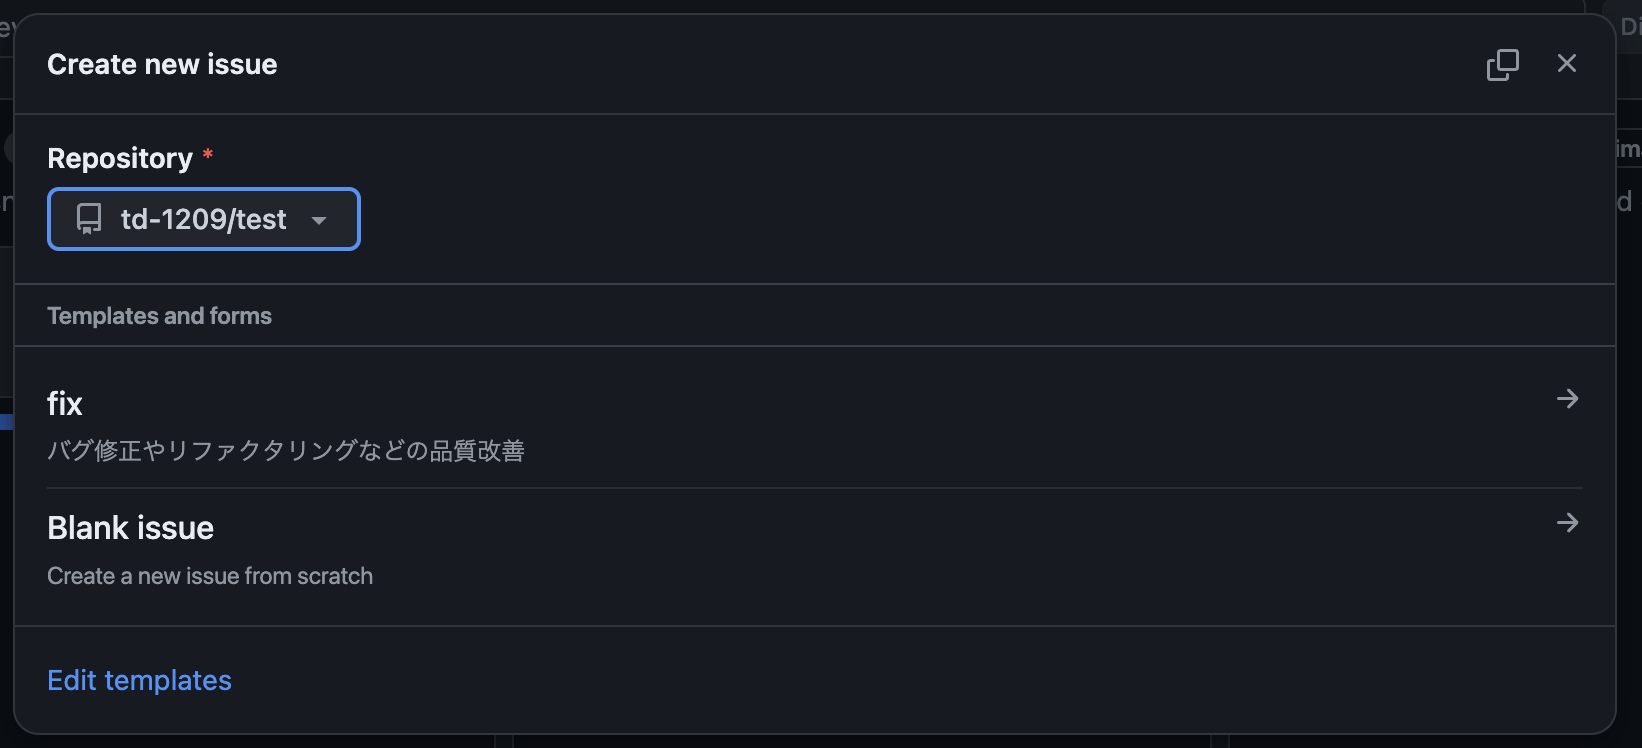 Create new issue
Repository *
td-1209/test
Templates and forms
fix
バグ修正やリファクタリングなどの品質改善
Blank issue
Create a new issue from scratch
Edit templates